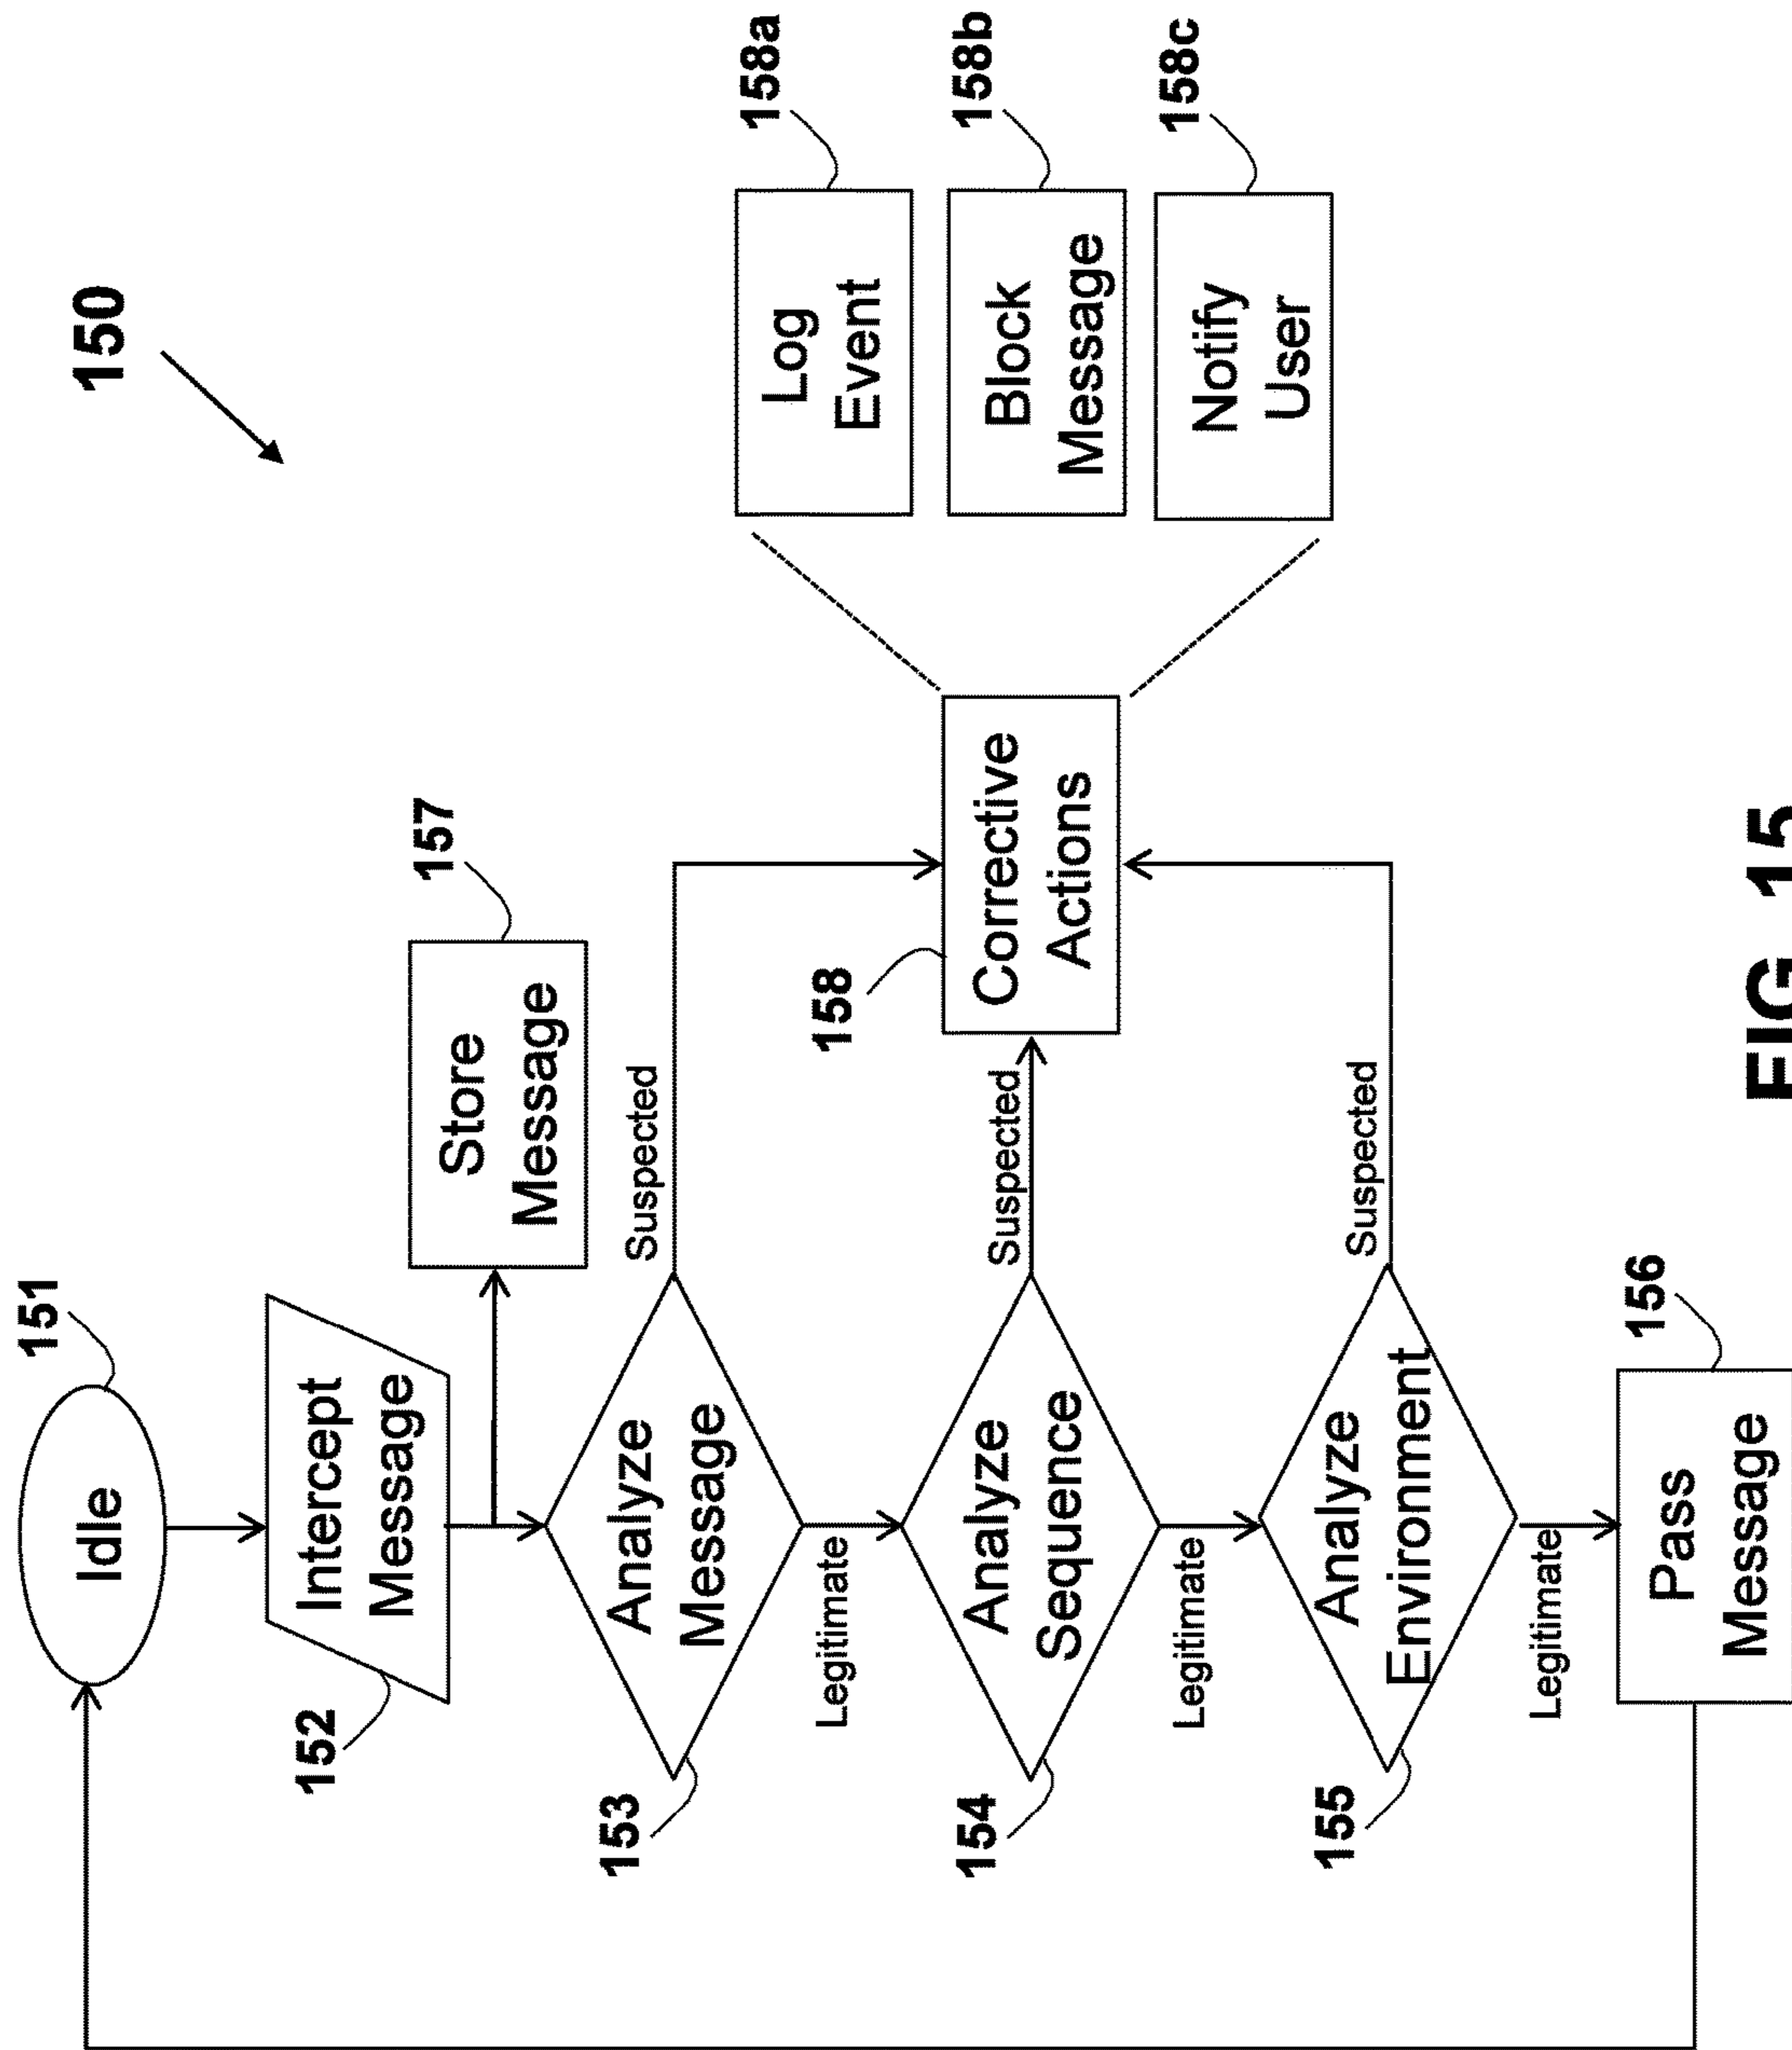 150
151
Idle
152
Intercept
Message
157
Store
Message
153
Analyze
Message
Suspected
Legitimate
154
Analyze
Sequence
Suspected
Legitimate
155
Analyze
Environment
Suspected
Legitimate
156
Pass
Message
158
Corrective
Actions
158a
Log
Event
158b
Block
Message
158c
Notify
User
FIG 15